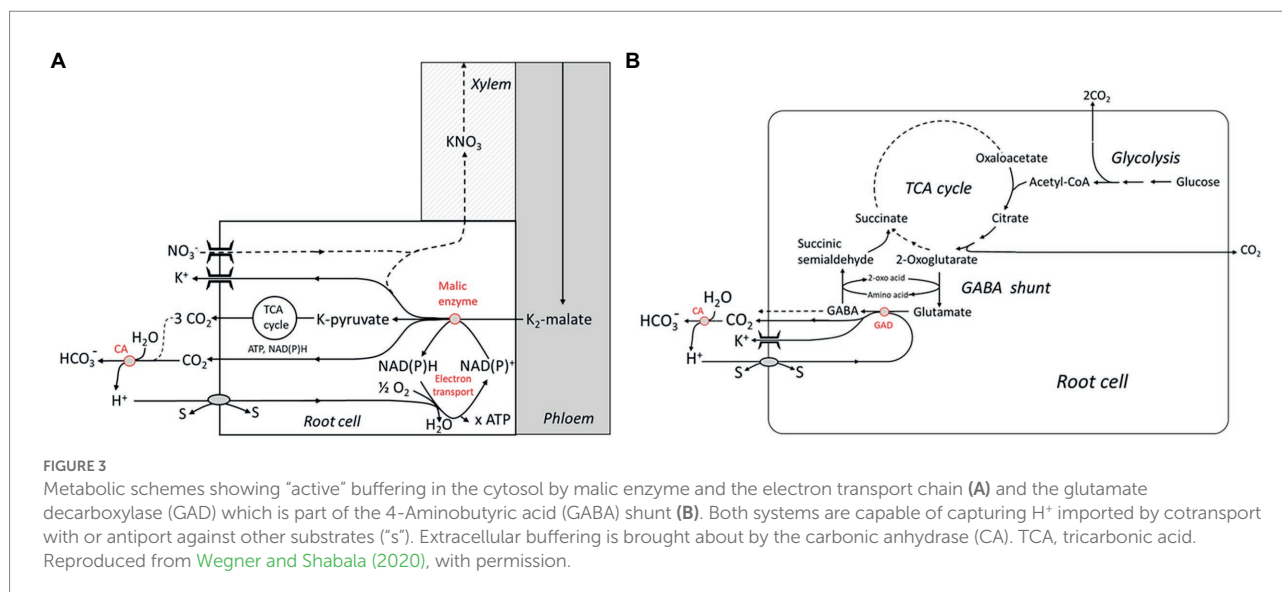 A
Xylem
KNO₃
NO₃⁻
K⁺
Malic
enzyme
3 CO₂
TCA
cycle
K-pyruvate
K₂-malate
H₂O
CA
HCO₃⁻
CO₂
ATP, NAD(P)H
NAD(P)H
NAD(P)⁺
Electron
transport
½ O₂
H⁺
S
S
H₂O
x ATP
Root cell
Phloem
B
2CO₂
Glycolysis
Oxaloacetate
TCA cycle
Acetyl-CoA
Glucose
Succinate
Citrate
Succinic
semialdehyde
2-Oxoglutarate
CO₂
2-oxo acid
Amino acid
GABA shunt
H₂O
CA
HCO₃⁻
CO₂
GABA
GAD
Glutamate
K⁺
H⁺
S
S
Root cell
FIGURE 3
Metabolic schemes showing "active" buffering in the cytosol by malic enzyme and the electron transport chain (A) and the glutamate
decarboxylase (GAD) which is part of the 4-Aminobutyric acid (GABA) shunt (B). Both systems are capable of capturing H⁺ imported by cotransport
with or antiport against other substrates ("s"). Extracellular buffering is brought about by the carbonic anhydrase (CA). TCA, tricarbonic acid.
Reproduced from Wegner and Shabala (2020), with permission.